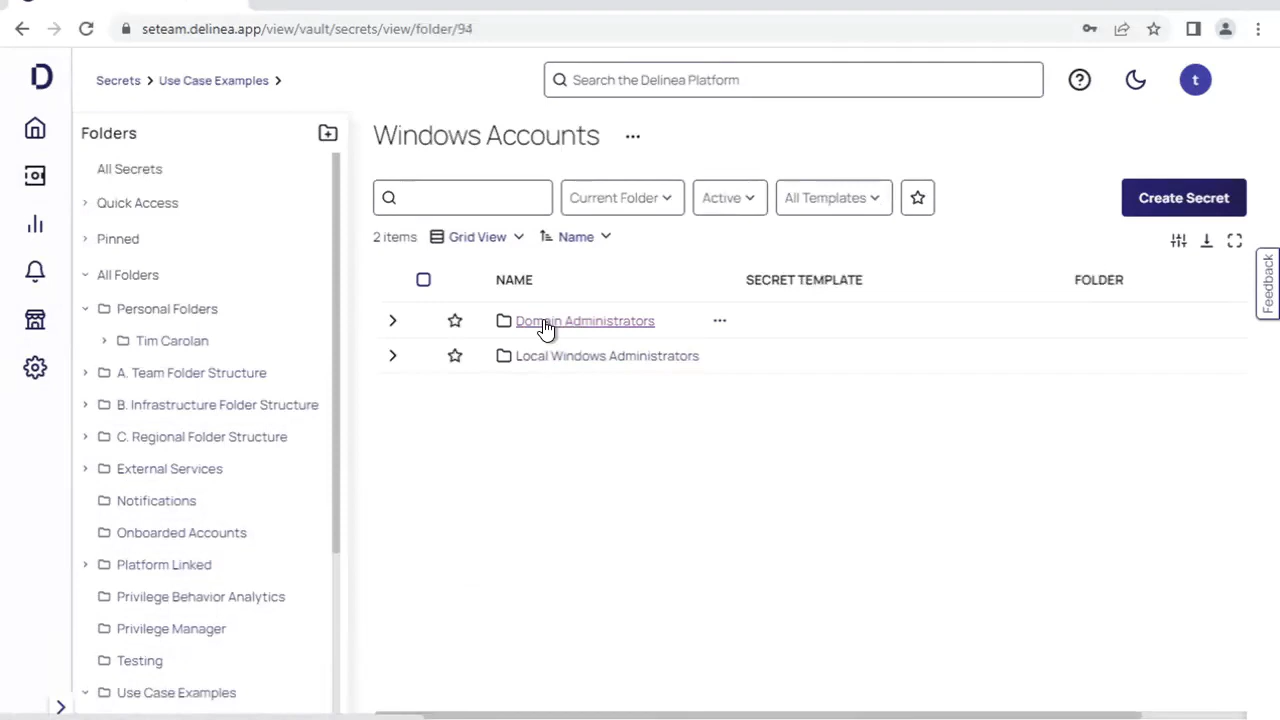 seteam.delinea.app/view/vault/secrets/view/folder/94
D
Secrets > Use Case Examples >
Search the Delinea Platform
t
Folders
All Secrets
Quick Access
Pinned
All Folders
Personal Folders
Tim Carolan
A. Team Folder Structure
B. Infrastructure Folder Structure
C. Regional Folder Structure
External Services
Notifications
Onboarded Accounts
Platform Linked
Privilege Behavior Analytics
Privilege Manager
Testing
Use Case Examples
Windows Accounts ...
Current Folder
Active
All Templates
Create Secret
2 items
Grid View
Name
NAME SECRET TEMPLATE FOLDER
Domain Administrators ...
Local Windows Administrators
Feedback